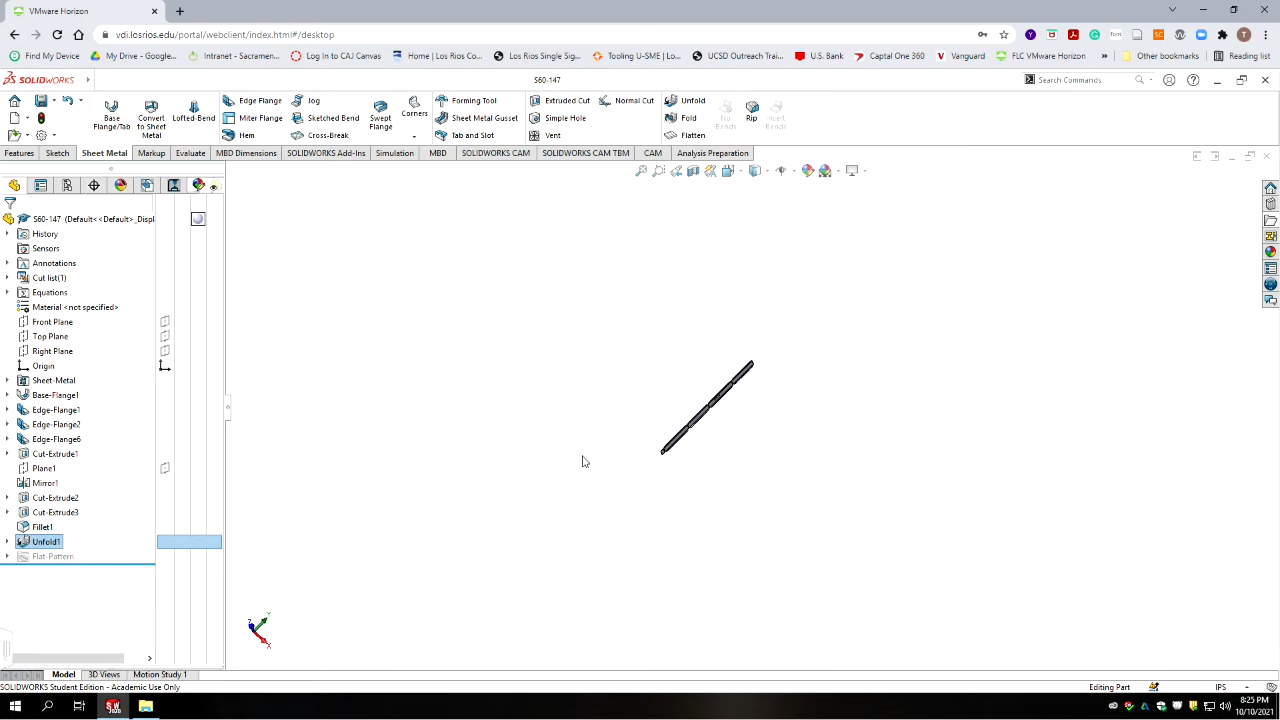 VMware Horizon
vdi.losrios.edu/portal/webclient/index.html#/desktop
Find My Device
My Drive - Google...
Intranet - Sacramen...
Log In to CAJ Canvas
Home | Los Rios Co...
Los Rios Single Sig...
Tooling U-SME | Lo...
UCSD Outreach Trai...
U.S. Bank
Captal One 360
Vanguard
FLC VMware Horizon
Other bookmarks
Reading list
SOLIDWORKS
S60-147
Search Commands
Base Flange/Tab
Convert to Sheet Metal
Lofted-Bend
Edge Flange
Miter Flange
Hem
Jog
Sketched Bend
Cross-Break
Swept Flange
Corners
Forming Tool
Sheet Metal Gusset
Tab and Slot
Extruded Cut
Simple Hole
Vent
Normal Cut
Unfold
Fold
Flatten
No Bends
Rip
Insert Bends
Features
Sketch
Sheet Metal
Markup
Evaluate
MBD Dimensions
SOLIDWORKS Add-Ins
Simulation
MBD
SOLIDWORKS CAM
SOLIDWORKS CAM TBM
CAM
Analysis Preparation
S60-147 (Default<<Default>_Displ
History
Sensors
Annotations
Cut list(1)
Equations
Material <not specified>
Front Plane
Top Plane
Right Plane
Origin
Sheet-Metal
Base-Flange1
Edge-Flange1
Edge-Flange2
Edge-Flange6
Cut-Extrude1
Plane1
Mirror1
Cut-Extrude2
Cut-Extrude3
Fillet1
Unfold1
Flat-Pattern
Z
Y
X
Model
3D Views
Motion Study 1
SOLIDWORKS Student Edition - Academic Use Only
Editing Part
IPS
8:25 PM
10/10/2021